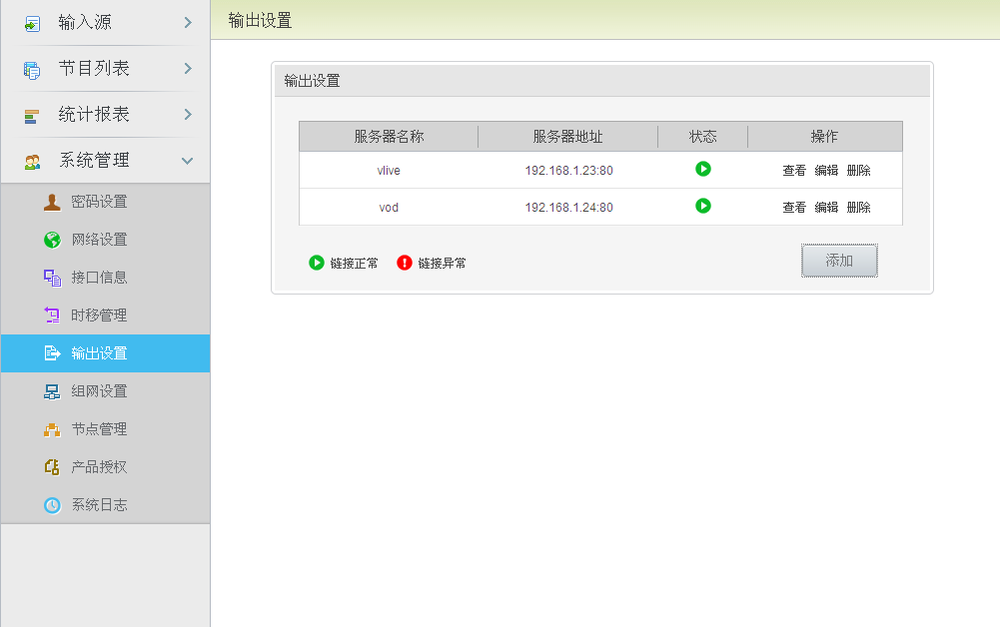 输入源
节目列表
统计报表
系统管理
密码设置
网络设置
接口信息
时移管理
输出设置
组网设置
节点管理
产品授权
系统日志
输出设置
输出设置
服务器名称 服务器地址 状态 操作
vlive 192.168.1.23:80 查看 编辑 删除
vod 192.168.1.24:80 查看 编辑 删除
链接正常 链接异常 添加